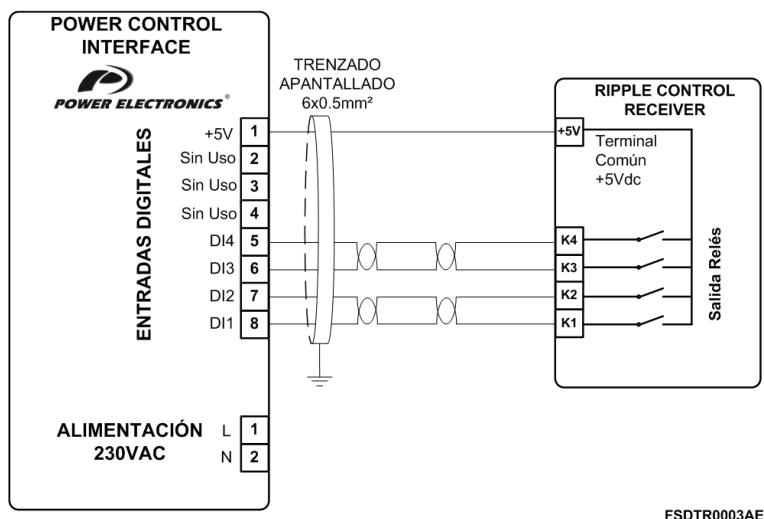 POWER CONTROL
INTERFACE
POWER ELECTRONICS®
ENTRADAS DIGITALES
+5V 1
Sin Uso 2
Sin Uso 3
Sin Uso 4
DI4 5
DI3 6
DI2 7
DI1 8
ALIMENTACIÓN
230VAC
L 1
N 2
TRENZADO
APANTALLADO
6x0.5mm²
RIPPLE CONTROL
RECEIVER
+5V
Terminal
Común
+5Vdc
K4
K3
K2
K1
Salida Relés
ESDTR0003AE